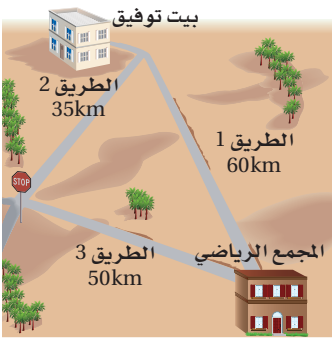 بيت توفيق
الطريق 2
35km
الطريق 1
60km
STOP
الطريق 3
50km
المجمع الرياضي